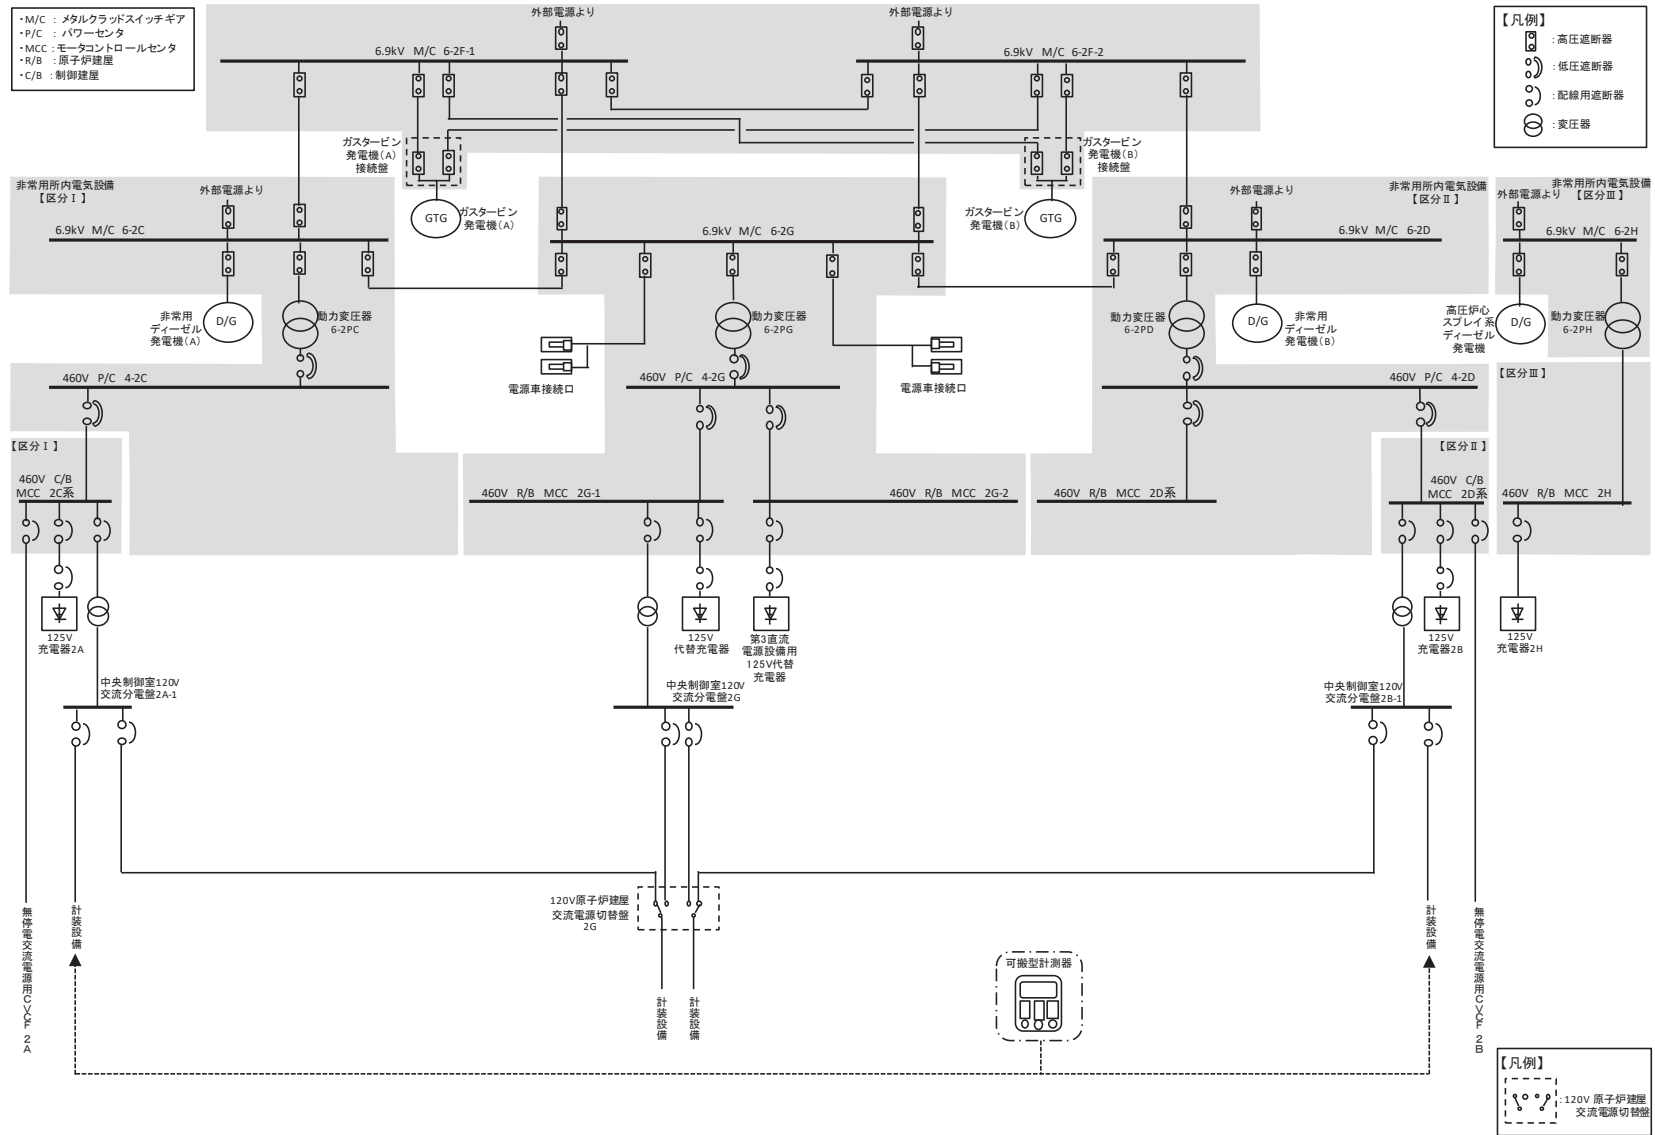 ・M/C ： メタルクラッドスイッチギア
・P/C ： パワーセンタ
・MCC ：モータコントロールセンタ
・R/B ：原子炉建屋
・C/B ：制御建屋
外部電源より
外部電源より
6.9kV M/C 6-2F-1
6.9kV M/C 6-2F-2
【凡例】
：高圧遮断器
：低圧遮断器
：配線用遮断器
：変圧器
ガスタービン
発電機(A)
接続盤
ガスタービン
発電機(B)
接続盤
非常用所内電気設備
【区分Ⅰ】
外部電源より
6.9kV M/C 6-2C
GTG
ガスタービン
発電機(A)
6.9kV M/C 6-2G
ガスタービン
発電機(B)
GTG
外部電源より
非常用所内電気設備
【区分Ⅱ】
6.9kV M/C 6-2D
非常用所内電気設備
【区分Ⅲ】
外部電源より
6.9kV M/C 6-2H
D/G
非常用
ディーゼル
発電機(A)
動力変圧器
6-2PC
動力変圧器
6-2PG
動力変圧器
6-2PD
D/G
非常用
ディーゼル
発電機(B)
高圧炉心
スプレイ系
ディーゼル
発電機
D/G
動力変圧器
6-2PH
460V P/C 4-2C
電源車接続口
460V P/C 4-2G
電源車接続口
460V P/C 4-2D
【区分Ⅲ】
【区分Ⅰ】
460V C/B
MCC 2C系
460V R/B MCC 2G-1
460V R/B MCC 2G-2
460V R/B MCC 2D系
【区分Ⅱ】
460V C/B
MCC 2D系
460V R/B MCC 2H
125V
充電器2A
125V
代替充電器
第3直流
電源設備用
125V代替
充電器
125V
充電器2B
125V
充電器2H
中央制御室120V
交流分電盤2A-1
中央制御室120V
交流分電盤2G
中央制御室120V
交流分電盤2B-1
120V原子炉建屋
交流電源切替盤
2G
無停電交流電源用CVCF2A
計装設備
計装設備
計装設備
可搬型計測器
計装設備
無停電交流電源用CVCF2B
【凡例】
：120V 原子炉建屋
交流電源切替盤